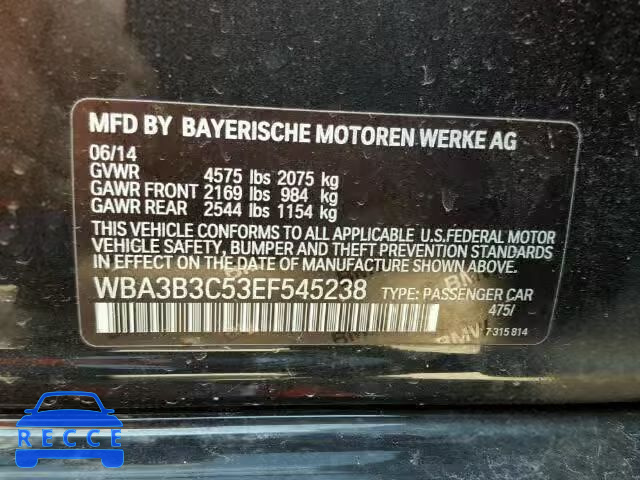 MFD BY BAYERISCHE MOTOREN WERKE AG
06/14
GVWR 4575 lbs 2075 kg
GAWR FRONT 2169 lbs 984 kg
GAWR REAR 2544 lbs 1154 kg
THIS VEHICLE CONFORMS TO ALL APPLICABLE U.S.FEDERAL MOTOR
VEHICLE SAFETY, BUMPER AND THEFT PREVENTION STANDARDS
IN EFFECT ON THE DATE OF MANUFACTURE SHOWN ABOVE.
WBA3B3C53EF545238 TYPE: PASSENGER CAR
475/
7 315 814
BMW
BMW
RECCE
RECCE